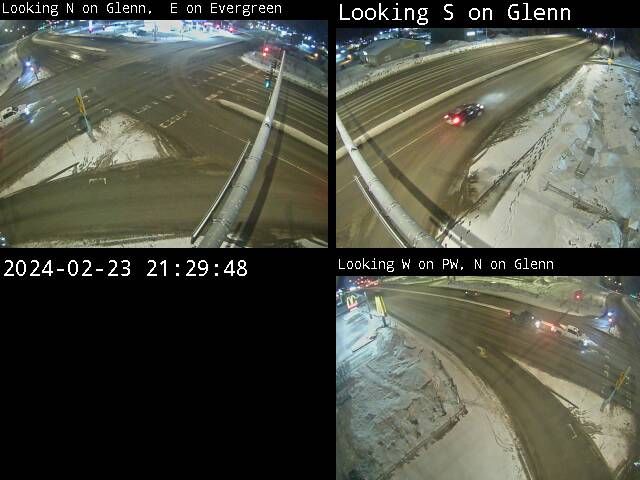 Looking N on Glenn,  E on Evergreen
Looking S on Glenn
2024-02-23 21:29:48
Looking W on PW, N on Glenn